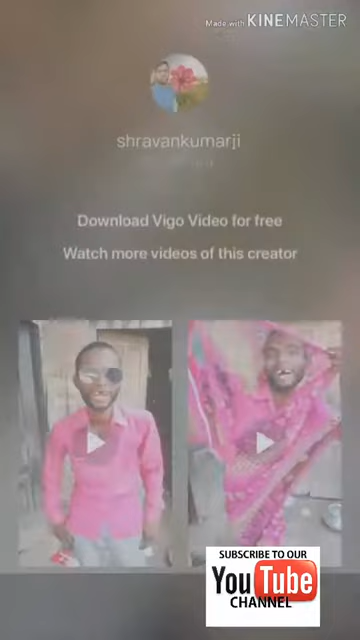 Made with KINEMASTER
shravankumarji
Download Vigo Video for free
Watch more videos of this creator
SUBSCRIBE TO OUR
YouTube
CHANNEL